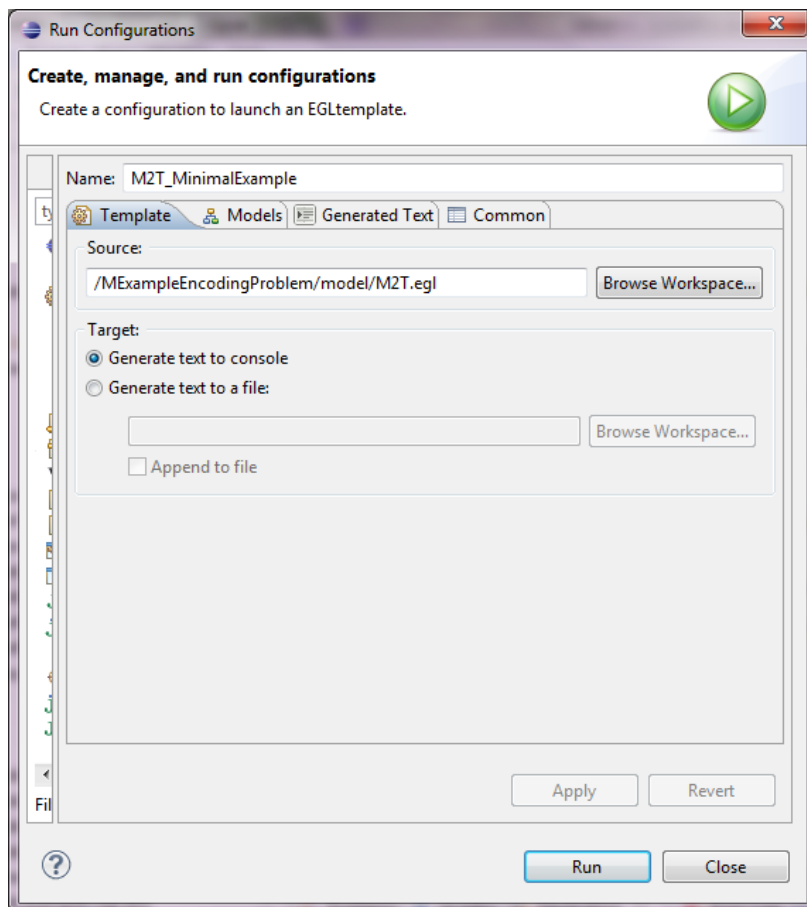 Run Configurations
Create, manage, and run configurations
Create a configuration to launch an EGLtemplate.
Name: M2T_MinimalExample
ty
Template Models Generated Text Common
Source:
/MExampleEncodingProblem/model/M2T.egl Browse Workspace...
Target:
Generate text to console
Generate text to a file:
Browse Workspace...
Append to file
Fil
Apply Revert
Run Close